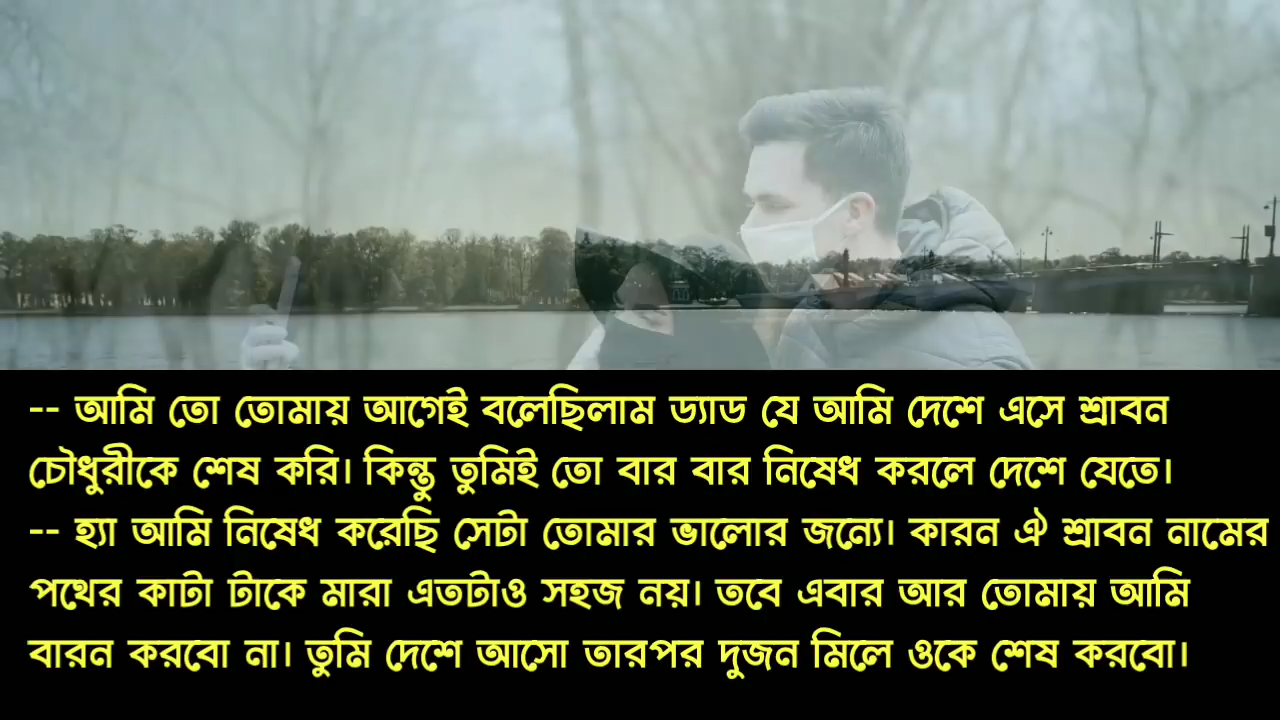 -- আমি তো তোমায় আগেই বলেছিলাম ড্যাড যে আমি দেশে এসে শ্রাবন
চৌধুরীকে শেষ করি। কিন্তু তুমিই তো বার বার নিষেধ করলে দেশে যেতে।
-- হ্যা আমি নিষেধ করেছি সেটা তোমার ভালোর জন্যে। কারন ঐ শ্রাবন নামের
পথের কাটা টাকে মারা এতটাও সহজ নয়। তবে এবার আর তোমায় আমি
বারন করবো না। তুমি দেশে আসো তারপর দুজন মিলে ওকে শেষ করবো।